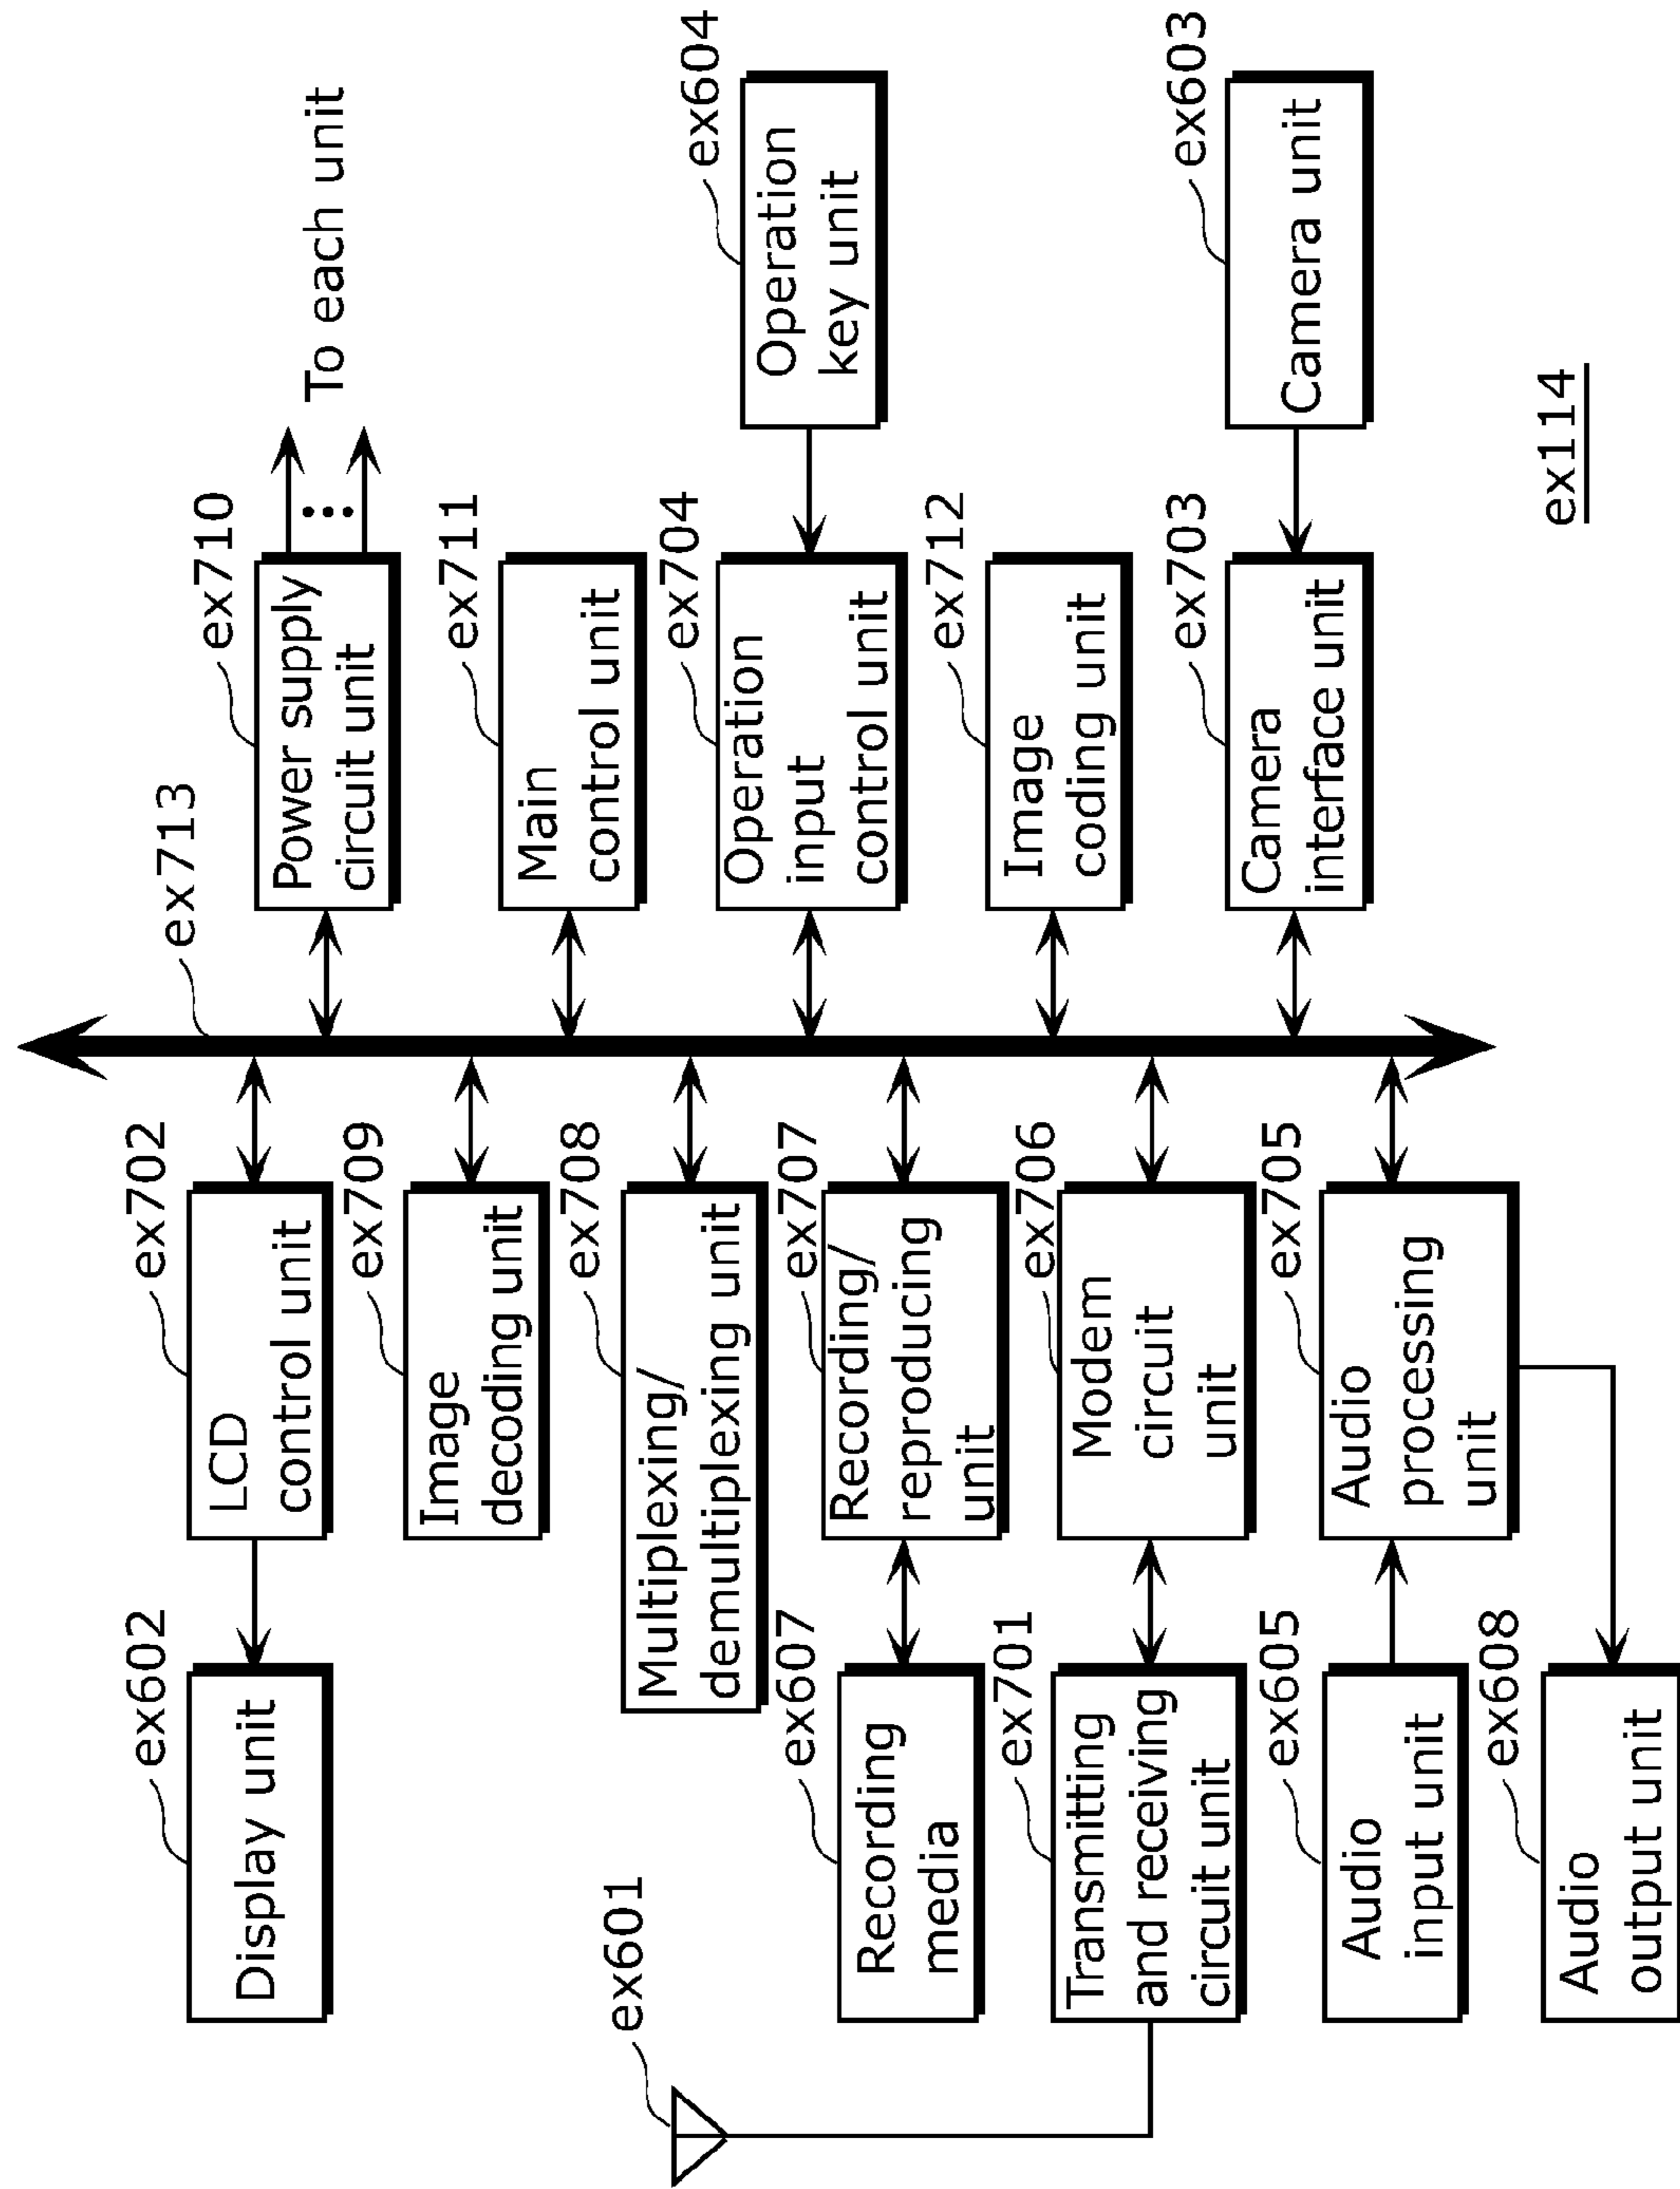 ex602
Display unit
ex702
LCD
control unit
ex713
ex710
Power supply
circuit unit
To each unit
ex709
Image
decoding unit
ex711
Main
control unit
ex601
ex708
Multiplexing/
demultiplexing unit
ex704
Operation
input
control unit
ex604
Operation
key unit
ex607
Recording
media
ex707
Recording/
reproducing
unit
ex712
Image
coding unit
ex701
Transmitting
and receiving
circuit unit
ex706
Modem
circuit
unit
ex703
Camera
interface unit
ex603
Camera unit
ex605
Audio
input unit
ex705
Audio
processing
unit
ex608
Audio
output unit
ex114